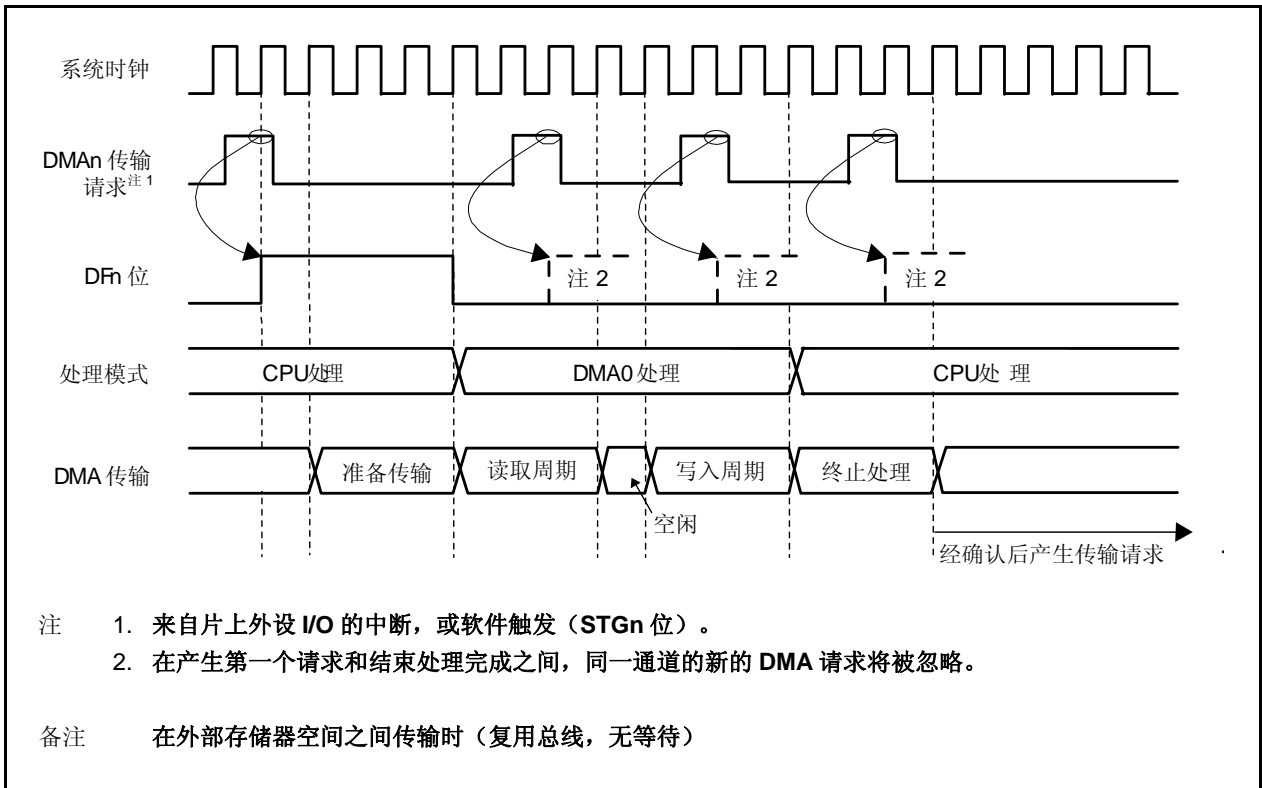 系统时钟
DMAn 传输
请求注 1
DFn 位
注 2
注 2
注 2
处理模式
CPU处理
DMA0 处理
CPU处 理
DMA 传输
准备传输
读取周期
写入周期
终止处理
空闲
经确认后产生传输请求
注 1. 来自片上外设 I/O 的中断，或软件触发（STGn 位）。
2. 在产生第一个请求和结束处理完成之间，同一通道的新的 DMA 请求将被忽略。
备注 在外部存储器空间之间传输时（复用总线，无等待）